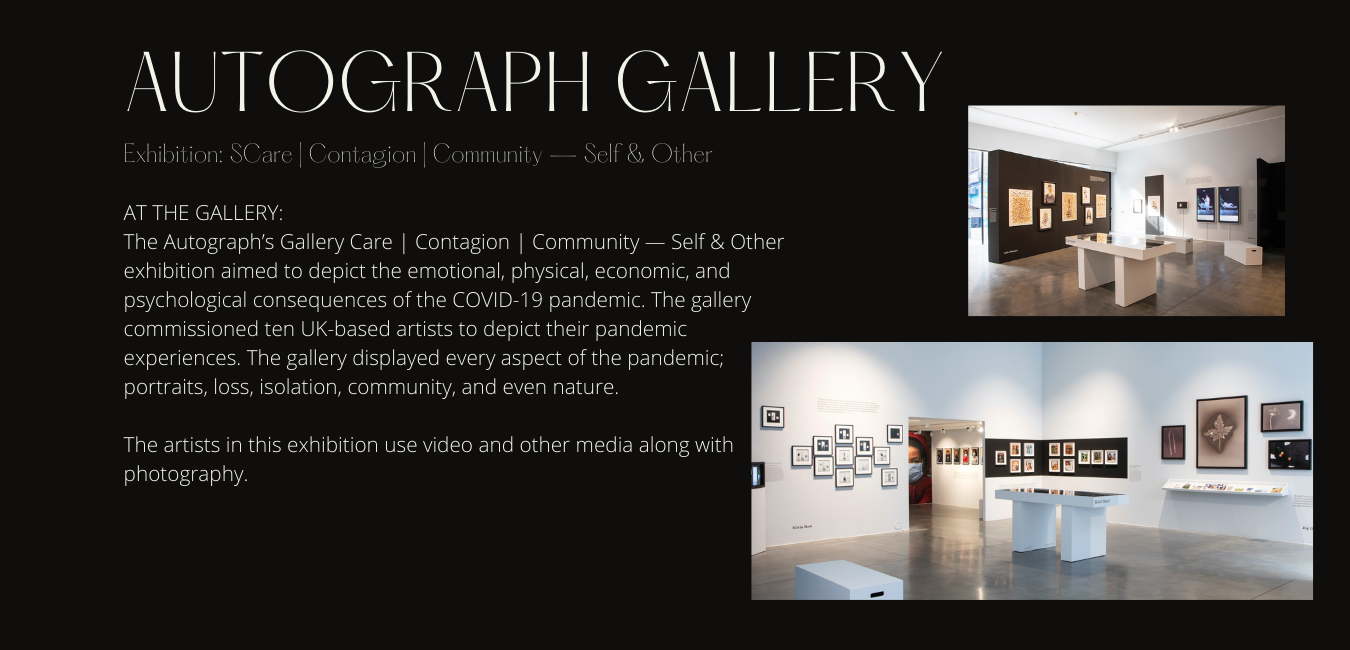 AUTOGRAPH GALLERY
Exhibition: SCare | Contagion | Community — Self & Other
AT THE GALLERY:
The Autograph’s Gallery Care | Contagion | Community — Self & Other
exhibition aimed to depict the emotional, physical, economic, and
psychological consequences of the COVID-19 pandemic. The gallery
commissioned ten UK-based artists to depict their pandemic
experiences. The gallery displayed every aspect of the pandemic;
portraits, loss, isolation, community, and even nature.
The artists in this exhibition use video and other media along with
photography.